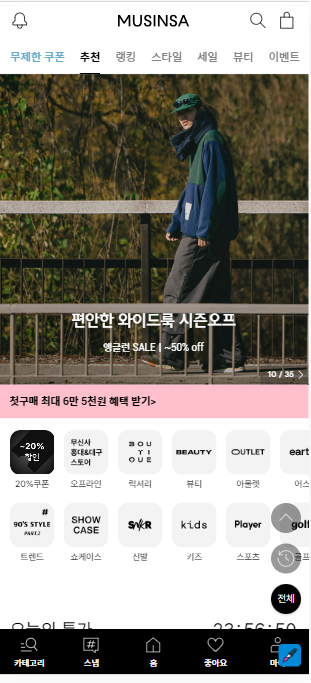 MUSINSA
무제한 쿠폰 추천 랭킹 스타일 세일 뷰티 이벤트
편안한 와이드룩 시즌오프
앵글런 SALE | ~50% off
10 / 35
첫구매 최대 6만 5천원 혜택 받기>
~20%
할인
무신사
홍대&대구
스토어
BOU
TI
QUE
BEAUTY
OUTLET
eart
20%쿠폰 오프라인 럭셔리 뷰티 아울렛 어스
#
90'S STYLE
PART.2
SHOW
CASE
kids
Player
golf
트렌드 쇼케이스 신발 키즈 스포츠 골프
전체
오늘의 특가
카테고리 스냅 홈 좋아요 마이